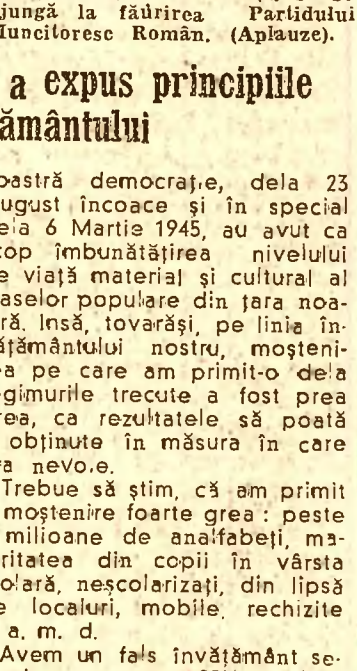 jungă la făurirea Partidului
Muncitoresc Român. (Aplauze).
a expus principiile
ământului
oastră democrație, dela 23
ugust încoace și în special
ela 6 Martie 1945, au avut ca
cop îmbunătățirea nivelului
e viață material și cultural al
aselor populare din țara noa-
ră. Insă, tovarăși, pe linia în-
ățământului nostru, moșteni-
ea pe care am primit-o dela
egimurile trecute a fost prea
rea, ca rezultatele să poată
obținute în măsura în care
ra nevoie.
Trebue să știm, că am primit
moștenire foarte grea : peste
milioane de analfabeți, ma-
ritatea din copii în vârsta
olară, neșcolarizați, din lipsă
e localuri, mobile, rechizite
a. m. d.
Avem un fals învățământ se-